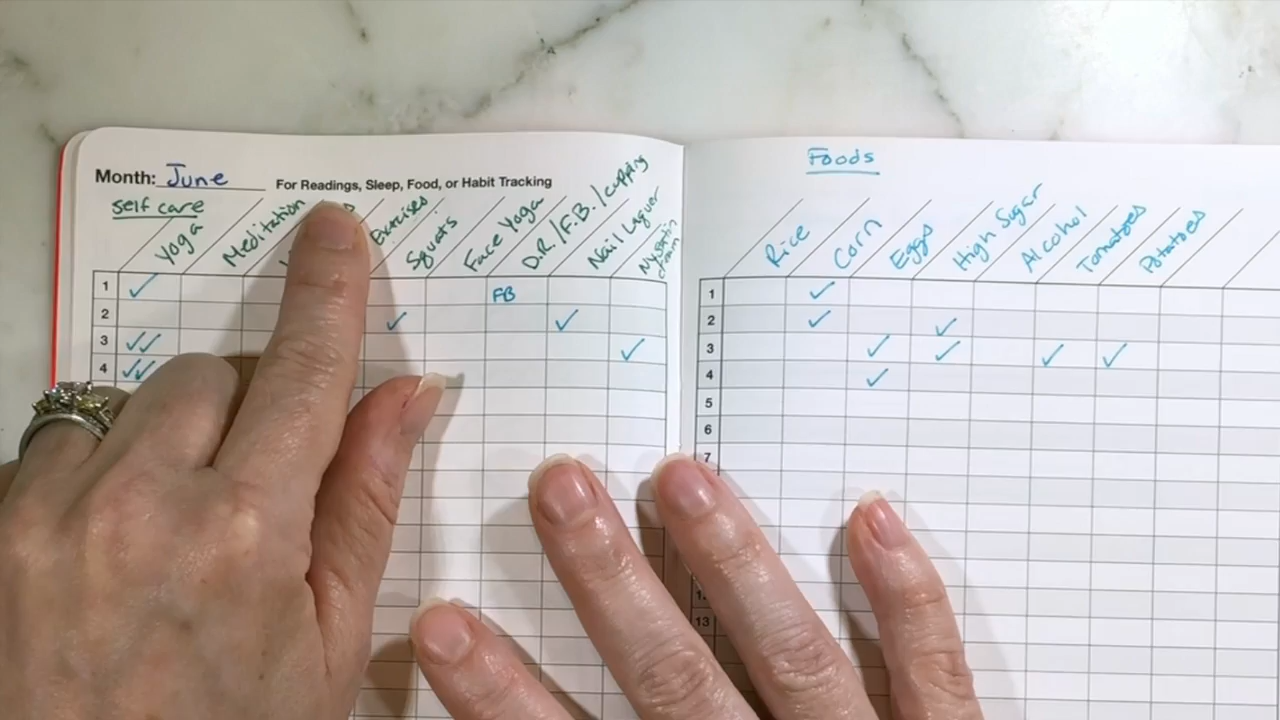 Month: June For Readings, Sleep, Food, or Habit Tracking
self care
Yoga
Meditation
Exercises
Squats
Face Yoga
D.R./F.B./cupping
Nail Laquer
1 FB
2
3
4
Foods
Rice
Corn
Eggs
High Sugar
Alcohol
Tomatoes
Potatoes
1
2
3
4
5
6
7
13